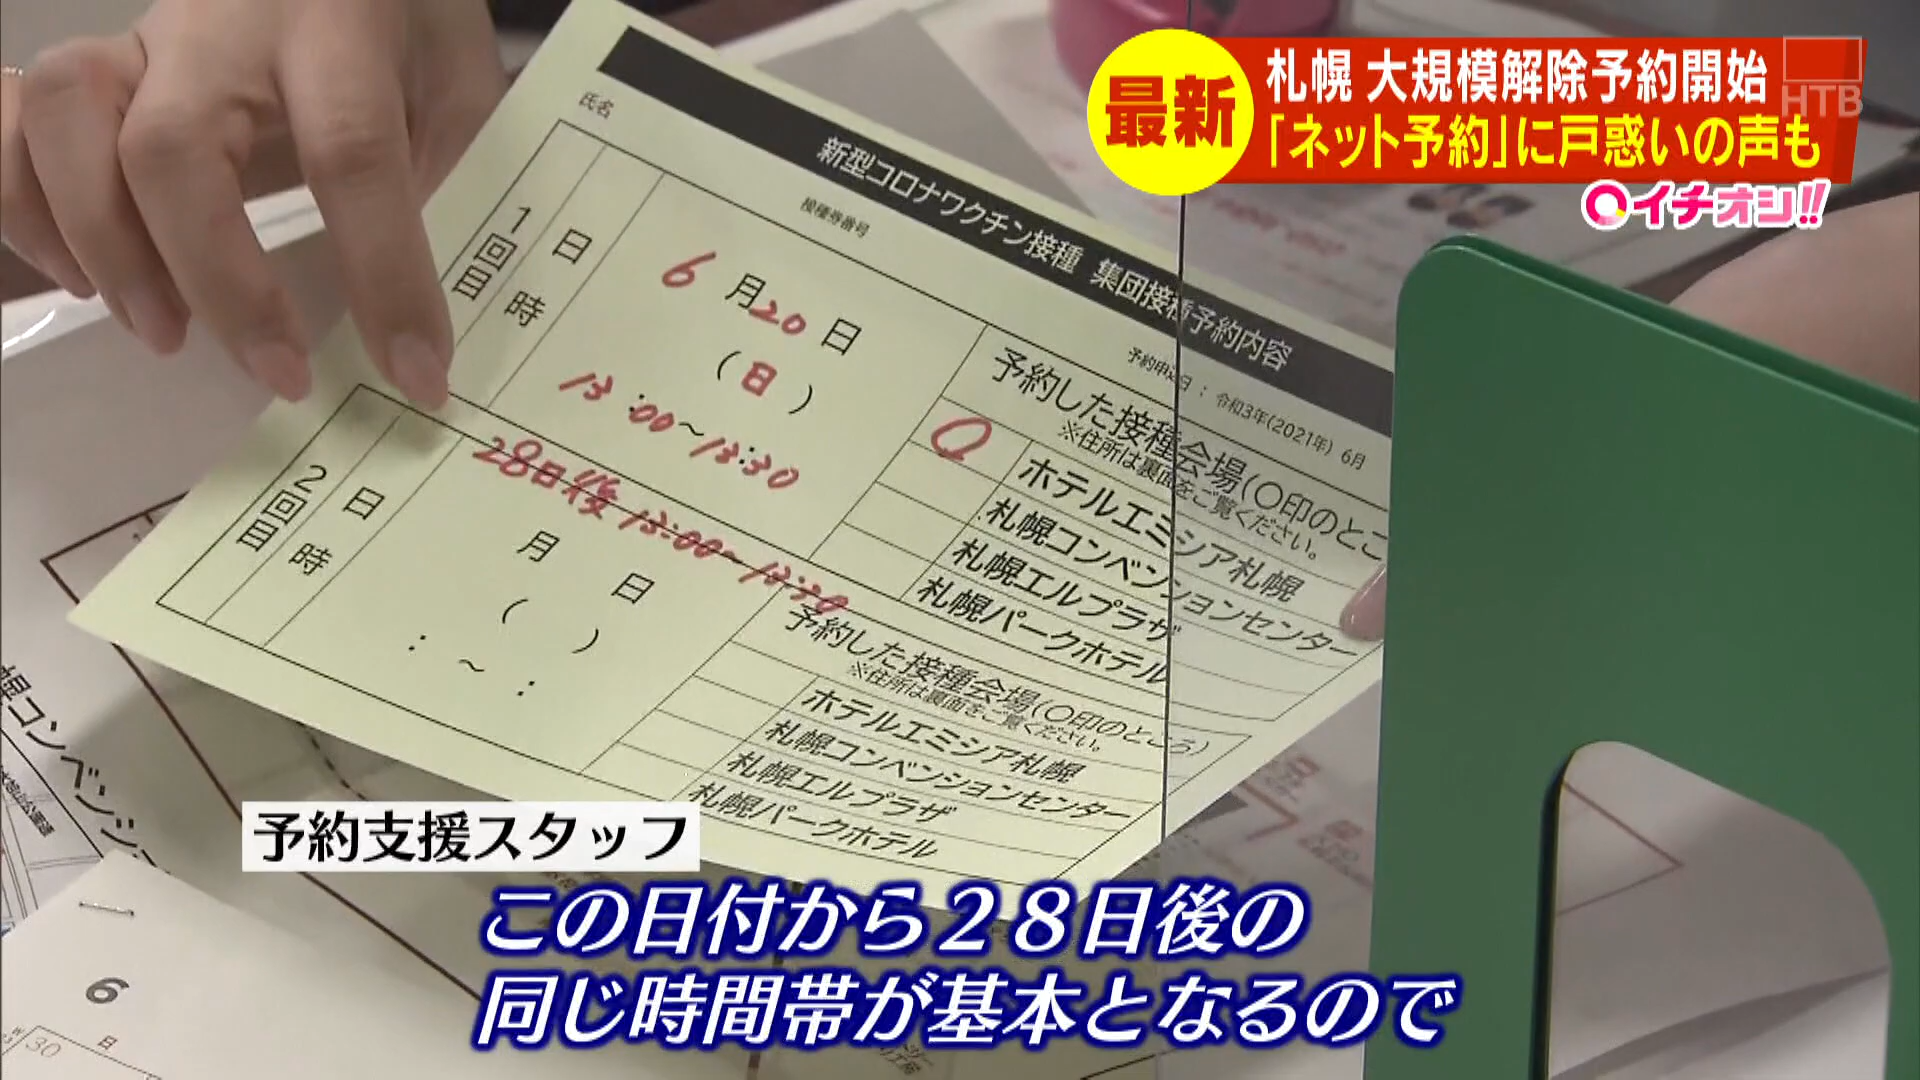 最新
札幌 大規模解除予約開始
「ネット予約」に戸惑いの声も
HTB
イチオシ!!
新型コロナワクチン接種 集団接種予約内容
氏名
接種券番号
予約申込日：令和3年(2021年) 6月
1回目
日時
6月20日
(日)
13:00~13:30
予約した接種会場(〇印のとこ
※住所は裏面をご覧ください。
ホテルエミシア札幌
札幌コンベンションセンター
札幌エルプラザ
札幌パークホテル
28日後 13:00~13:30
2回目
日時
月 日
( )
: ~ :
予約した接種会場(〇印のところ)
※住所は裏面をご覧ください。
ホテルエミシア札幌
札幌コンベンションセンター
札幌エルプラザ
札幌パークホテル
幌コンベンシ
6
日
30
予約支援スタッフ
この日付から２８日後の
同じ時間帯が基本となるので